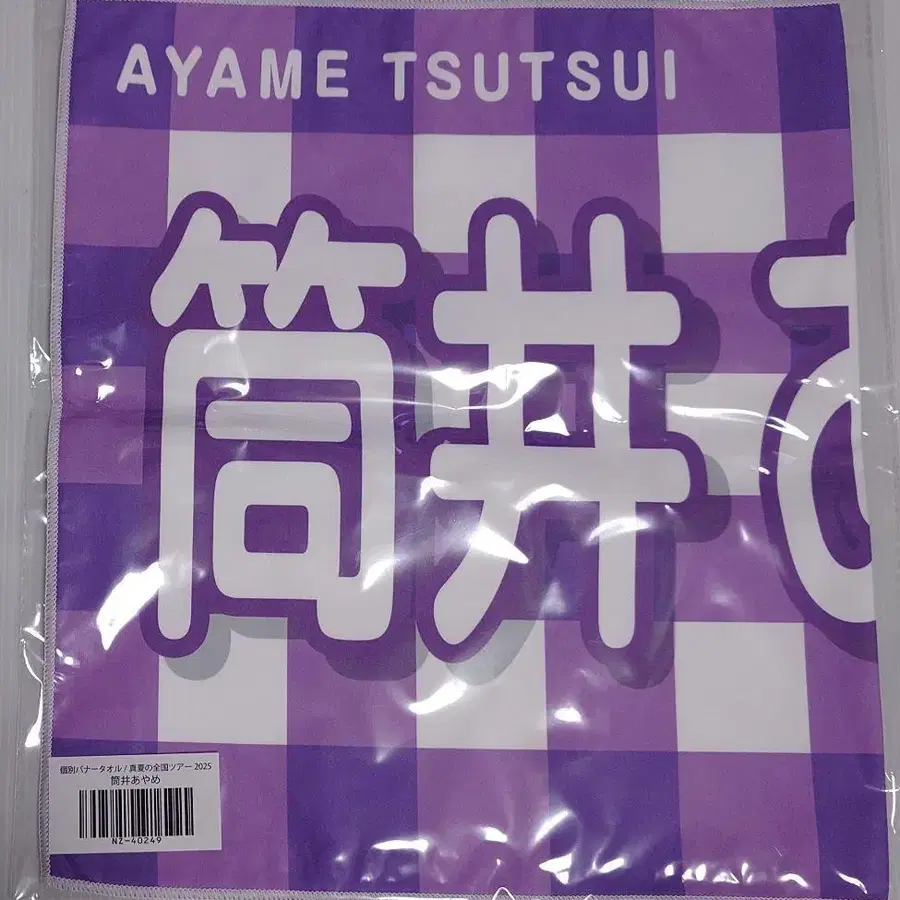 AYAME TSUTSUI
筒井あ
個別バナータオル / 真夏の全国ツアー 2025
筒井あやめ
NZ-40249